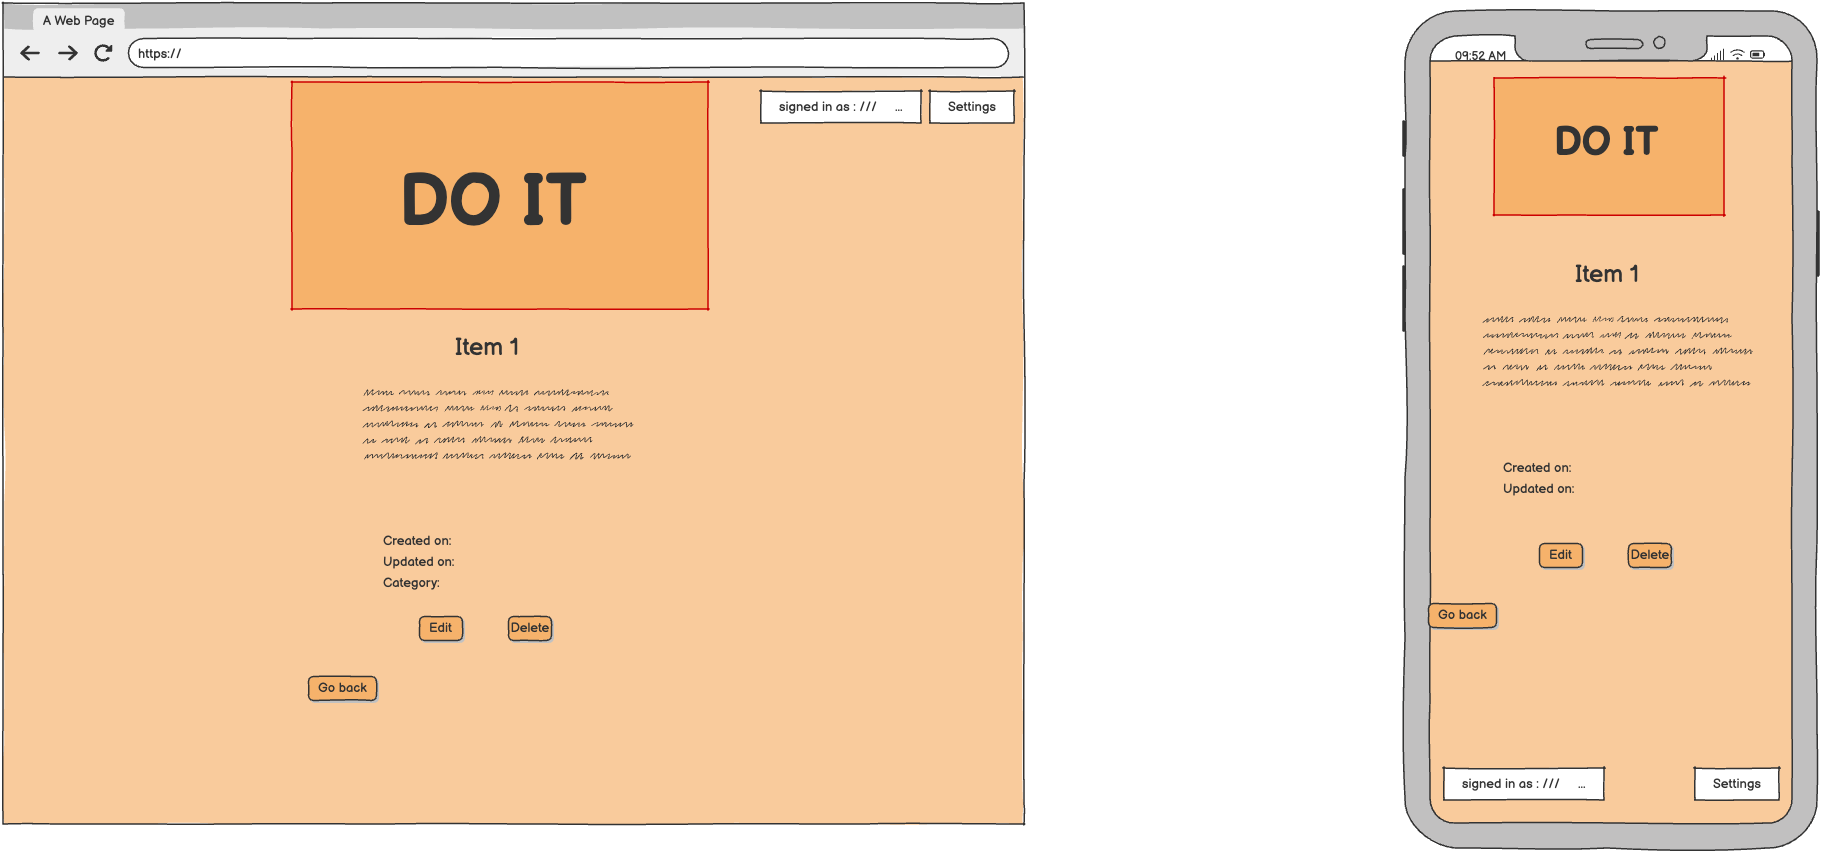 A Web Page
https://
signed in as : /// ...
Settings
DO IT
Item 1
Created on:
Updated on:
Category:
Edit
Delete
Go back
09:52 AM
DO IT
Item 1
Created on:
Updated on:
Edit
Delete
Go back
signed in as : /// ...
Settings